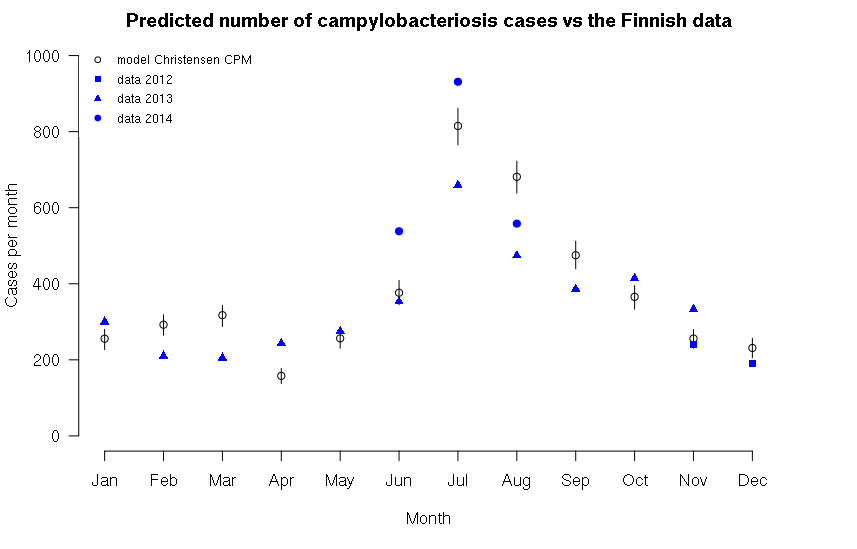 Predicted number of campylobacteriosis cases vs the Finnish data
model Christensen CPM
data 2012
data 2013
data 2014
1000
800
600
400
200
0
Cases per month
Jan Feb Mar Apr May Jun Jul Aug Sep Oct Nov Dec
Month